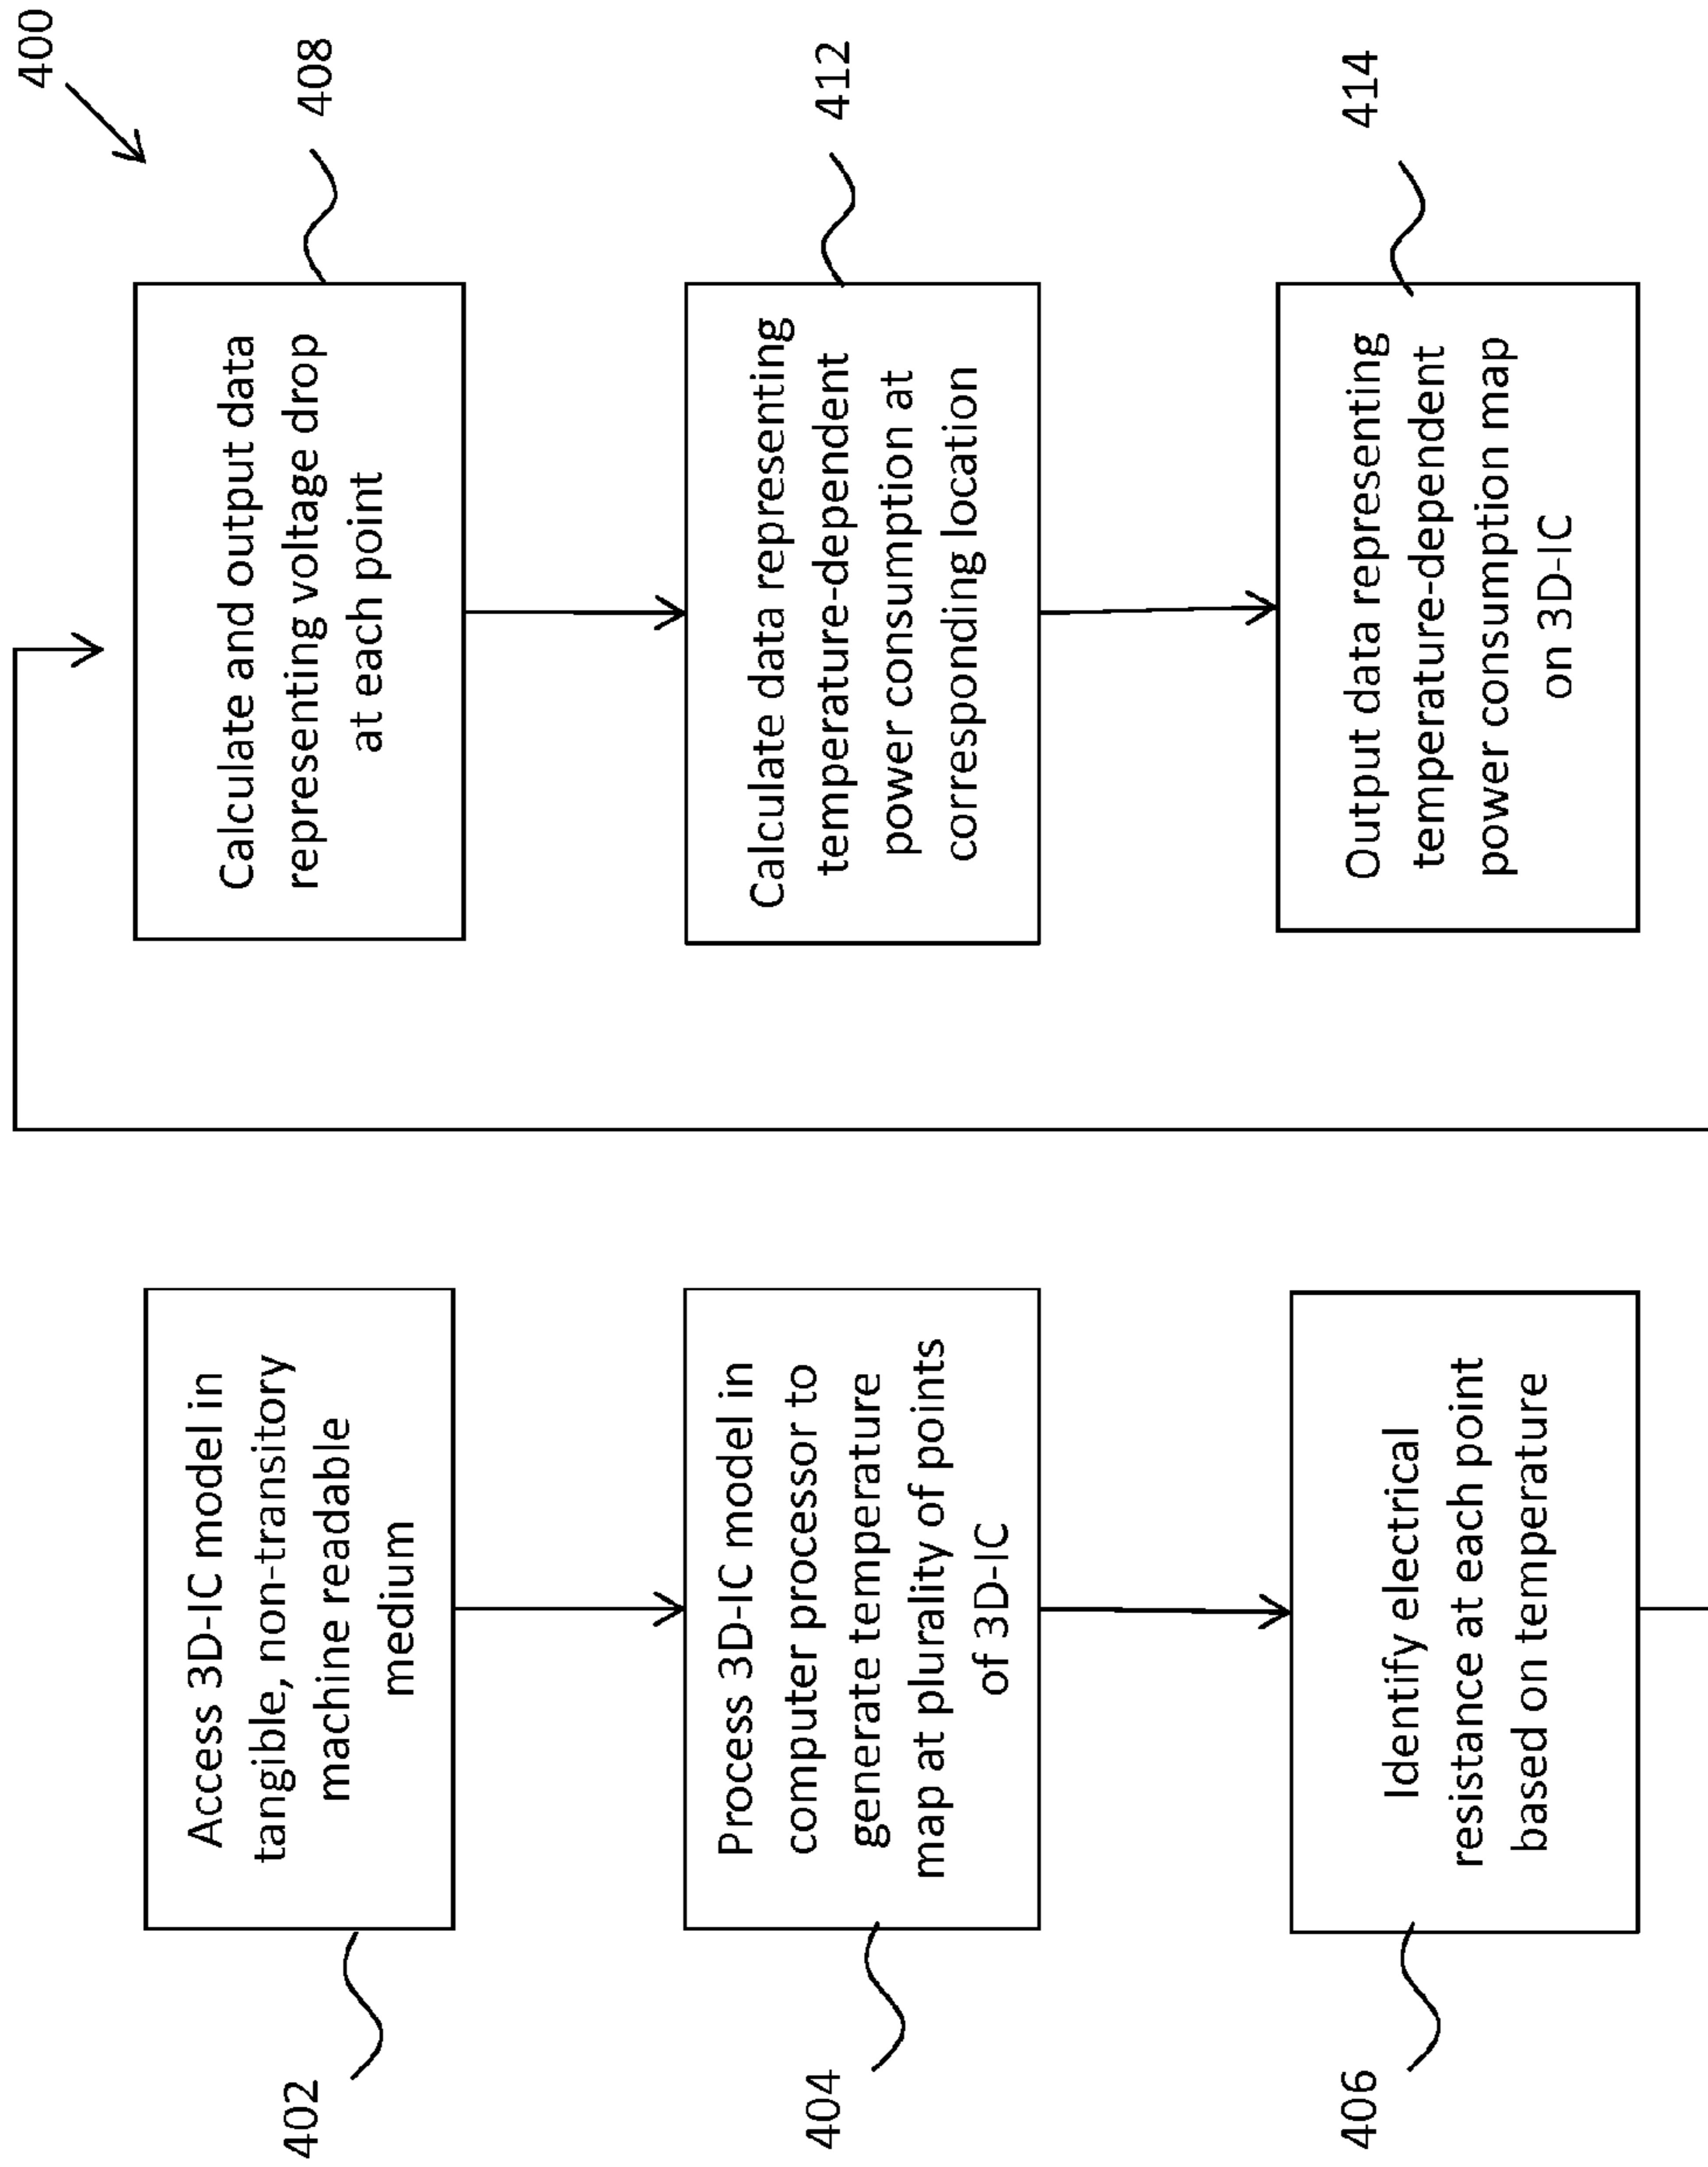 400
402
Access 3D-IC model in
tangible, non-transitory
machine readable
medium
404
Process 3D-IC model in
computer processor to
generate temperature
map at plurality of points
of 3D-IC
406
Identify electrical
resistance at each point
based on temperature
408
Calculate and output data
representing voltage drop
at each point
412
Calculate data representing
temperature-dependent
power consumption at
corresponding location
414
Output data representing
temperature-dependent
power consumption map
on 3D-IC